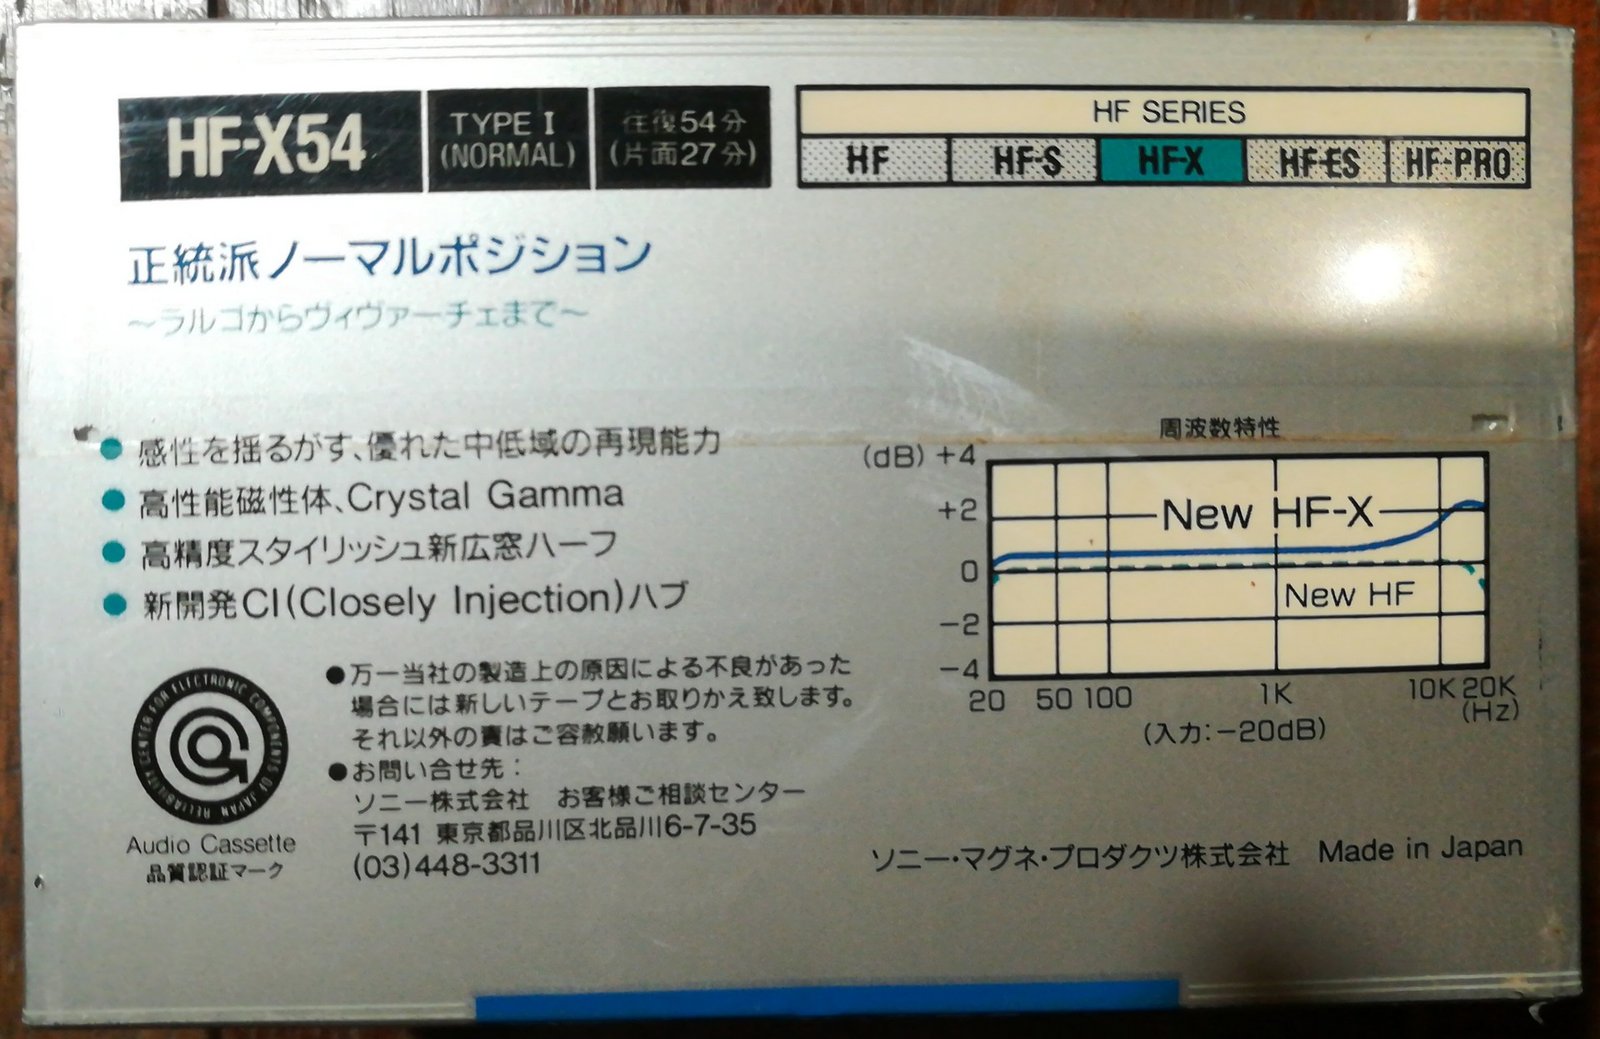 HF-X54
TYPE I
(NORMAL)
往復54分
(片面27分)
HF SERIES
HF HF-S HF-X HF-ES HF-PRO
正統派ノーマルポジション
〜ラルゴからヴィヴァーチェまで〜
● 感性を揺るがす、優れた中低域の再現能力
● 高性能磁性体、Crystal Gamma
● 高精度スタイリッシュ新広窓ハーフ
● 新開発CI(Closely Injection)ハブ
周波数特性
(dB) +4
+2
0
−2
−4
New HF-X
New HF
20 50 100 1K 10K 20K
(Hz)
(入力:−20dB)
RELIABILITY CENTER FOR ELECTRONIC COMPONENTS OF JAPAN
Audio Cassette
品質認証マーク
●万一当社の製造上の原因による不良があった
場合には新しいテープとお取りかえ致します。
それ以外の責はご容赦願います。
●お問い合せ先：
ソニー株式会社　お客様ご相談センター
〒141 東京都品川区北品川6-7-35
(03)448-3311
ソニー・マグネ・プロダクツ株式会社　Made in Japan